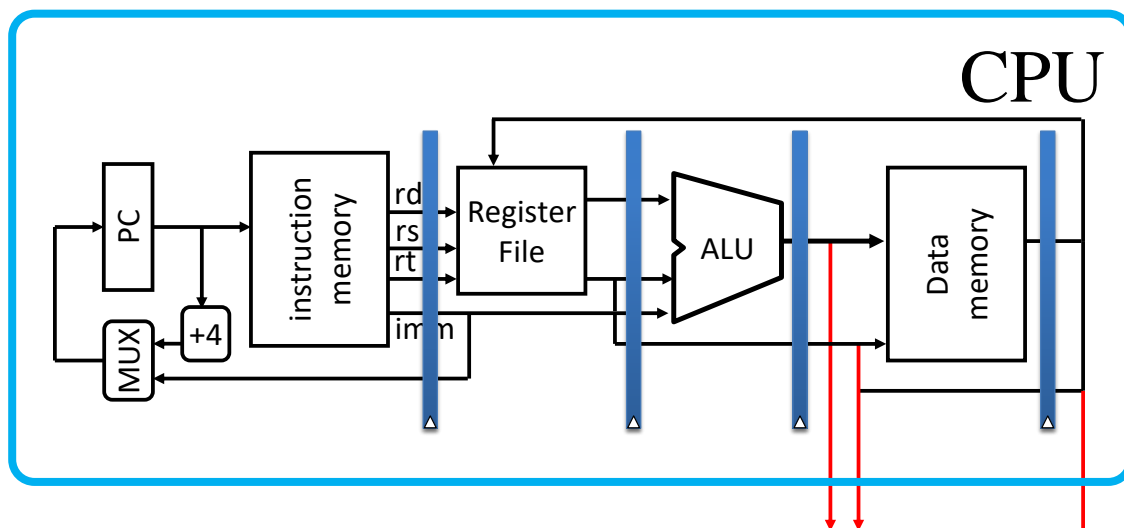 CPU
PC
MUX
+4
instruction
memory
rd
rs
rt
imm
Register
File
ALU
Data
memory